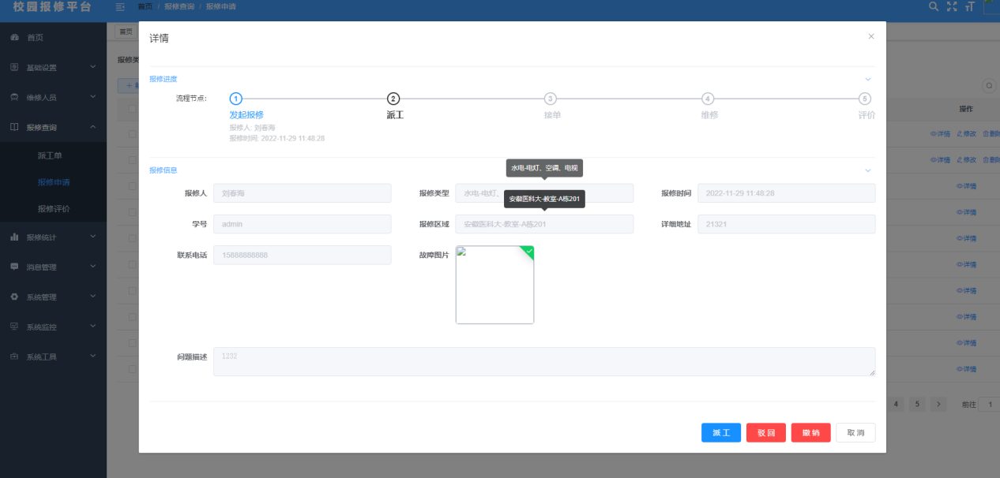 校园报修平台
首页 / 报修查询 / 报修申请
首页
基础设置
维修人员
报修查询
派工单
报修申请
报修评价
报修统计
消息管理
系统管理
系统监控
系统工具
首页
报修类
操作
详情 修改 删除
详情 修改 删除
详情
详情
详情
详情
详情
详情
详情
详情
4 5 前往 1
详情
报修进度
流程节点:
1 2 3 4 5
发起报修 派工 接单 维修 评价
报修人: 刘春海
报修时间: 2022-11-29 11:48:28
报修信息
水电-电灯、空调、电视
报修人 刘春海 报修类型 水电-电灯、 报修时间 2022-11-29 11:48:28
安徽医科大-教室-A栋201
学号 admin 报修区域 安徽医科大-教室-A栋201 详细地址 21321
联系电话 15888888888 故障图片
问题描述 1232
派工 驳回 撤销 取消